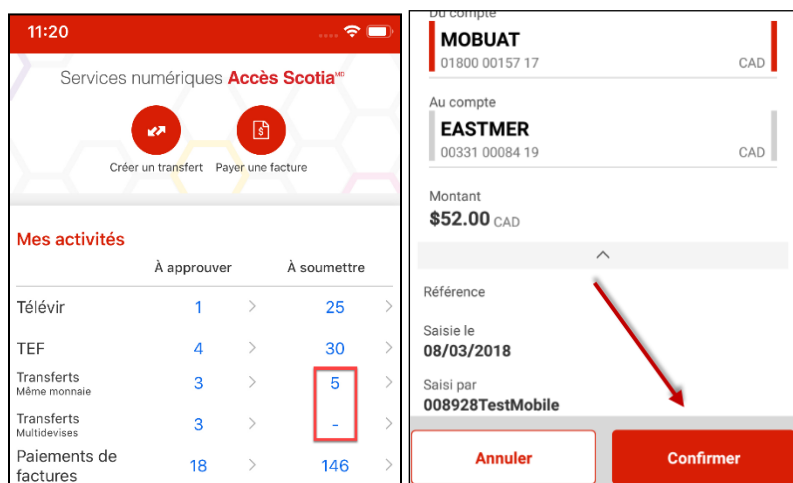 11:20
Services numériques Accès Scotia MD
Créer un transfert Payer une facture
Mes activités
À approuver À soumettre
Télévir 1 25
TEF 4 30
Transferts
Même monnaie
3 5
Transferts
Multidevises
3 -
Paiements de
factures
18 146
Du compte
MOBUAT
01800 00157 17 CAD
Au compte
EASTMER
00331 00084 19 CAD
Montant
$52.00 CAD
Référence
Saisie le
08/03/2018
Saisi par
008928TestMobile
Annuler Confirmer